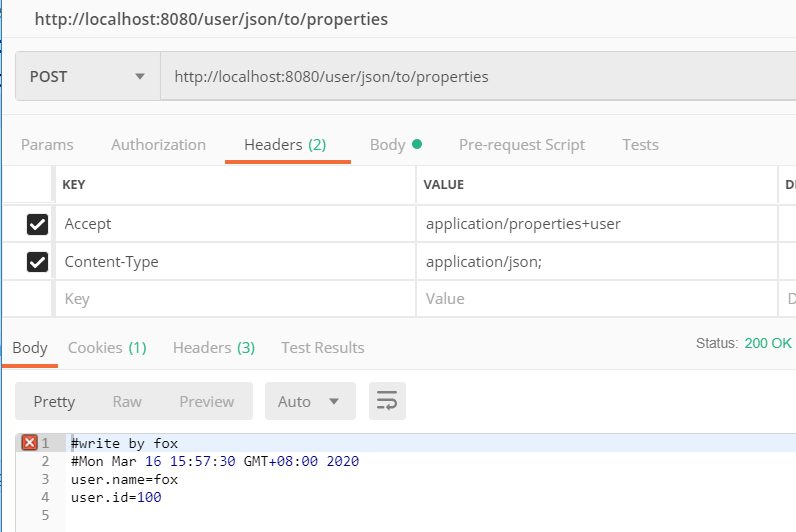 http://localhost:8080/user/json/to/properties
POST http://localhost:8080/user/json/to/properties
Params Authorization Headers (2) Body Pre-request Script Tests
KEY VALUE
Accept application/properties+user
Content-Type application/json;
Key Value
Body Cookies (1) Headers (3) Test Results Status: 200 OK
Pretty Raw Preview Auto
1 #write by fox
2 #Mon Mar 16 15:57:30 GMT+08:00 2020
3 user.name=fox
4 user.id=100
5